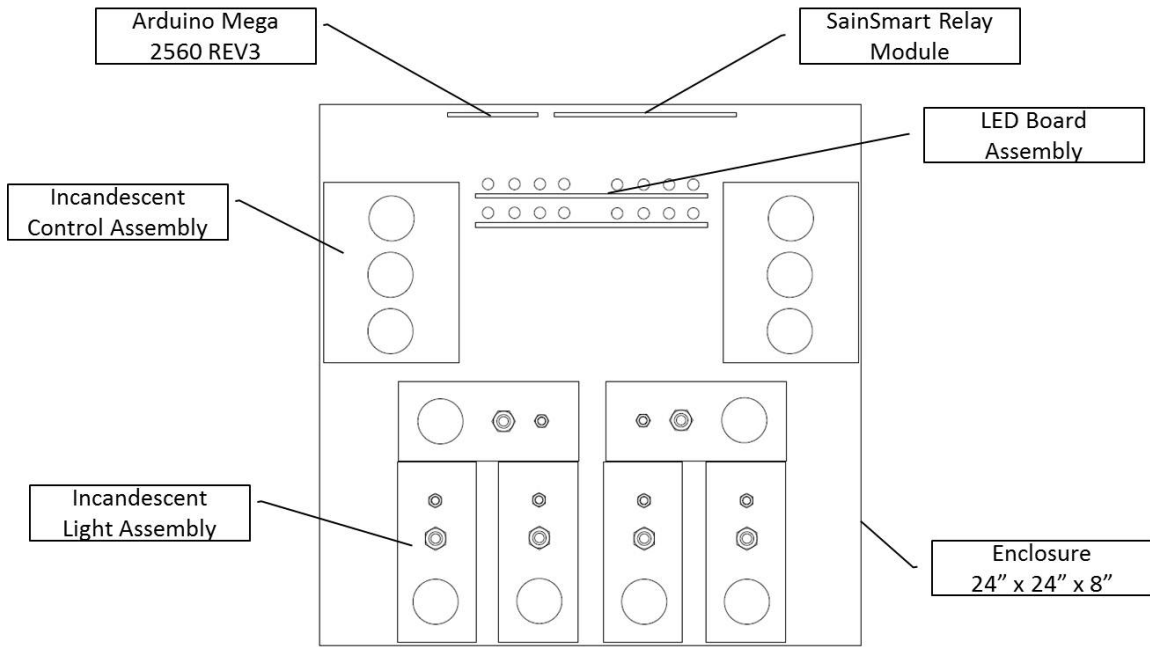 Arduino Mega
2560 REV3
SainSmart Relay
Module
LED Board
Assembly
Incandescent
Control Assembly
Incandescent
Light Assembly
Enclosure
24” x 24” x 8”